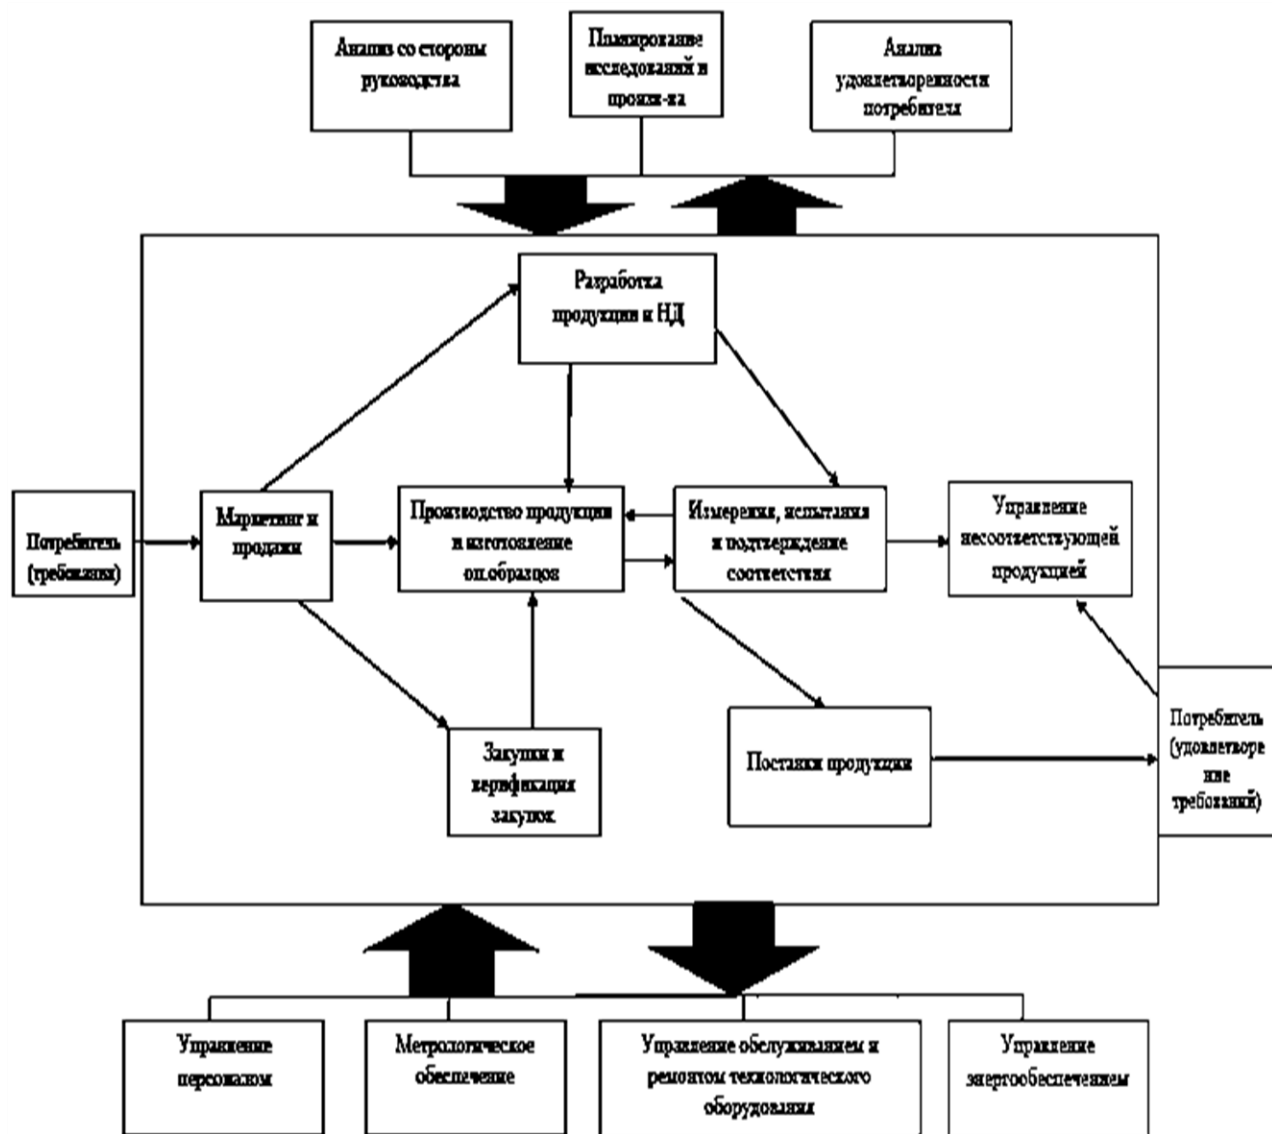 Анализ со стороны
руководства
Планирование
исследований и
произв-ва
Анализ
удовлетворенности
потребителя
Разработка
продукции и НД
Потребитель
(требования)
Маркетинг и
продажи
Производство продукции
и изготовление
оп.образцов
Измерения, испытания
и подтверждение
соответствия
Управление
несоответствующей
продукцией
Закупки и
верификация
закупок
Поставки продукции
Потребитель
(удовлетворе
ние
требований)
Управление
персоналом
Метрологическое
обеспечение
Управление обслуживанием и
ремонтом технологического
оборудования
Управление
энергообеспечением